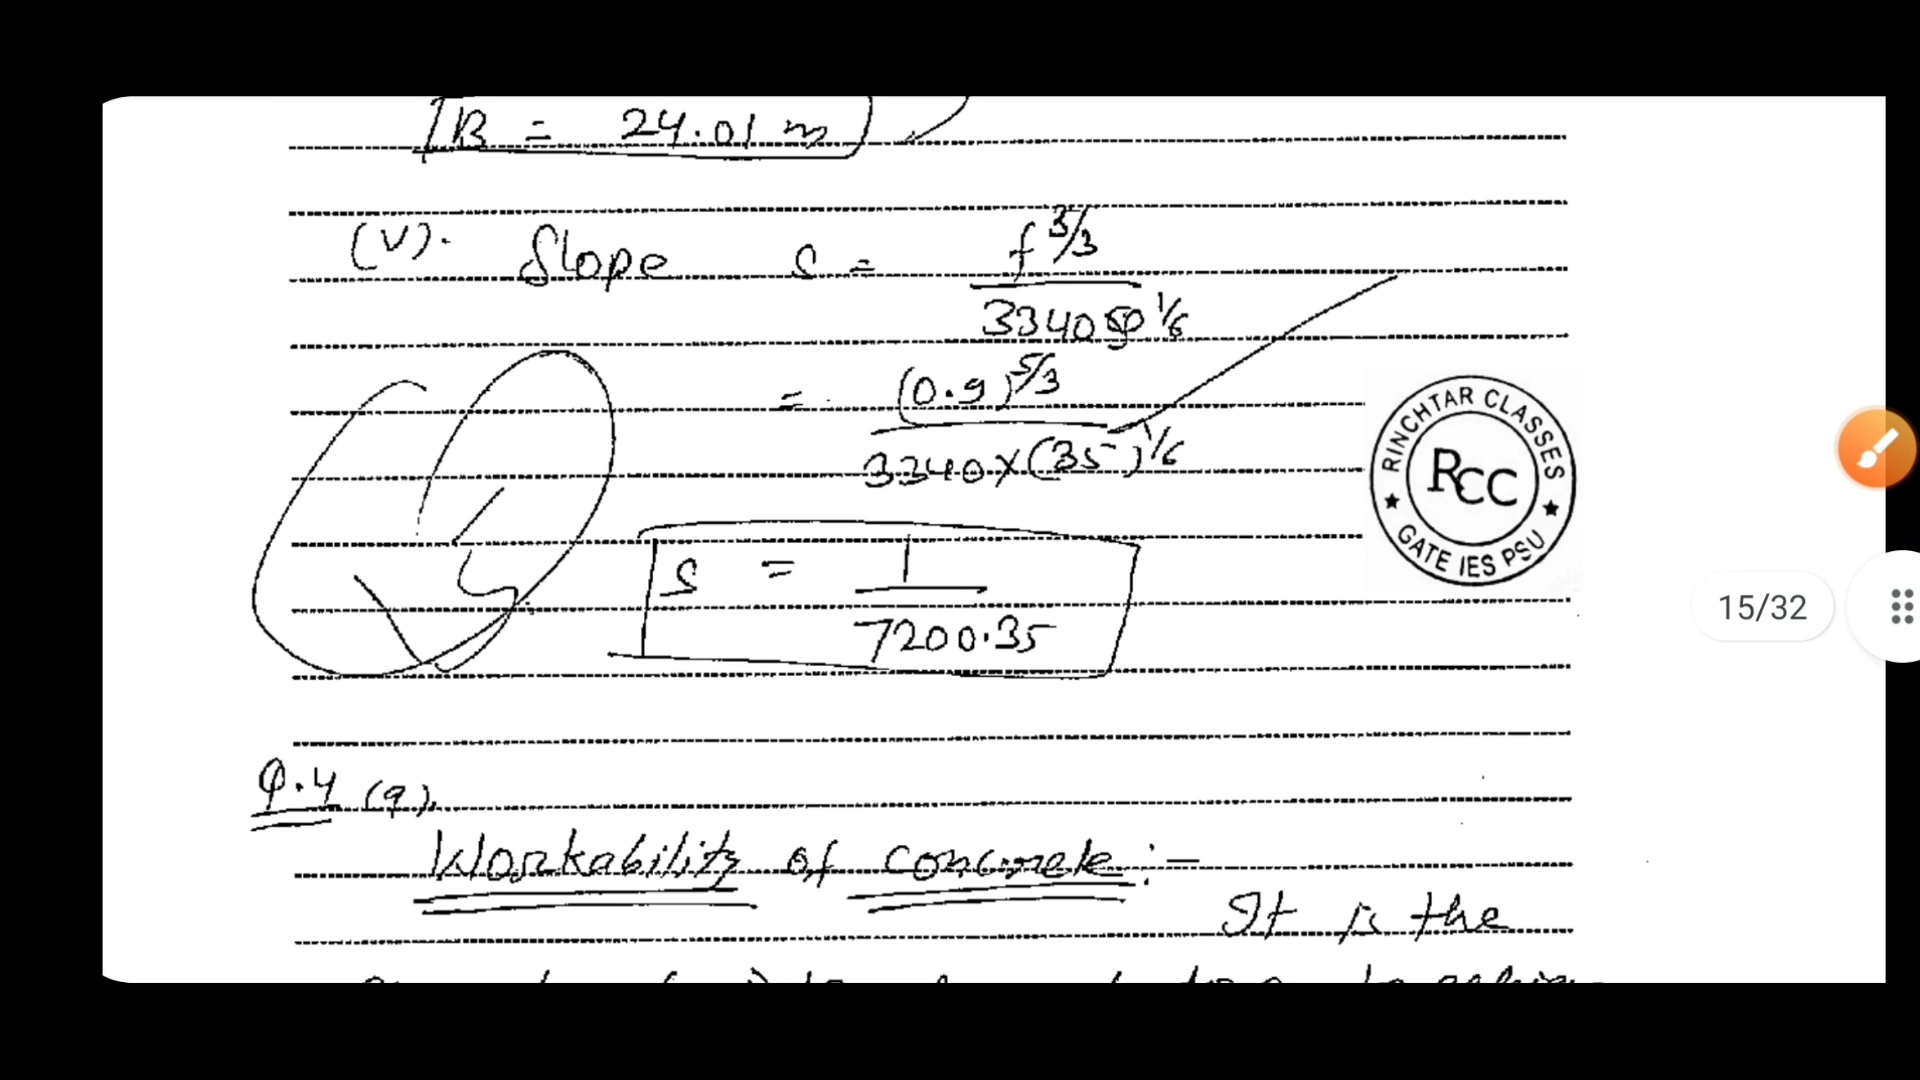 B = 24.01 m
(V). Slope S = f^5/3
3340 Q^1/6
= (0.9)^5/3
3340×(35)^1/6
S = 1
7200.35
RINCHTAR CLASSES
RCC
GATE IES PSU
15/32
Q.4 (a).
Workability of concrete :–
It is the